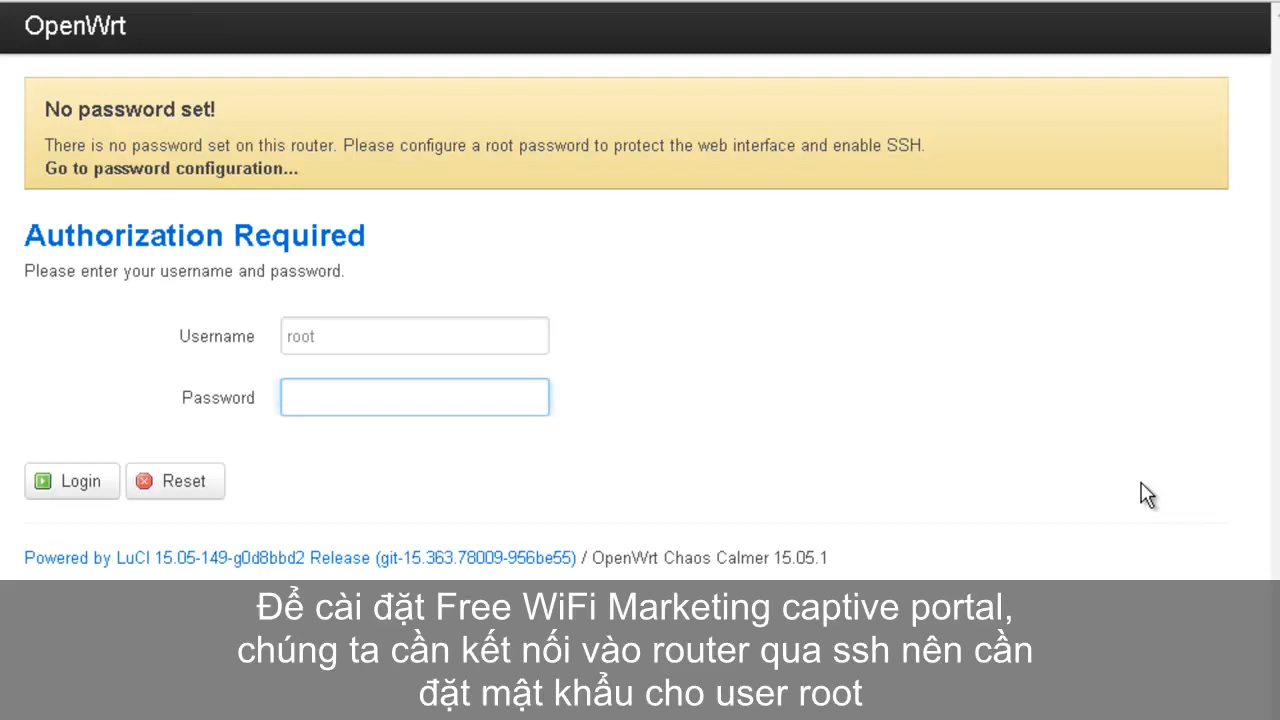 OpenWrt
No password set!
There is no password set on this router. Please configure a root password to protect the web interface and enable SSH.
Go to password configuration...
Authorization Required
Please enter your username and password.
Username root
Password
Login Reset
Powered by LuCI 15.05-149-g0d8bbd2 Release (git-15.363.78009-956be55) / OpenWrt Chaos Calmer 15.05.1
Để cài đặt Free WiFi Marketing captive portal,
chúng ta cần kết nối vào router qua ssh nên cần
đặt mật khẩu cho user root